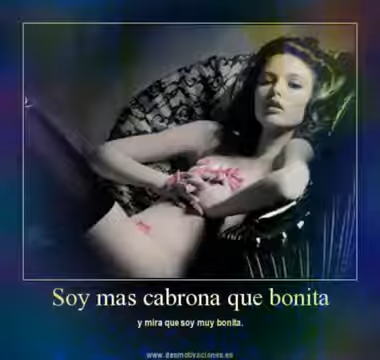 Soy mas cabrona que bonita
y mira que soy muy bonita.
www.desmotivaciones.es